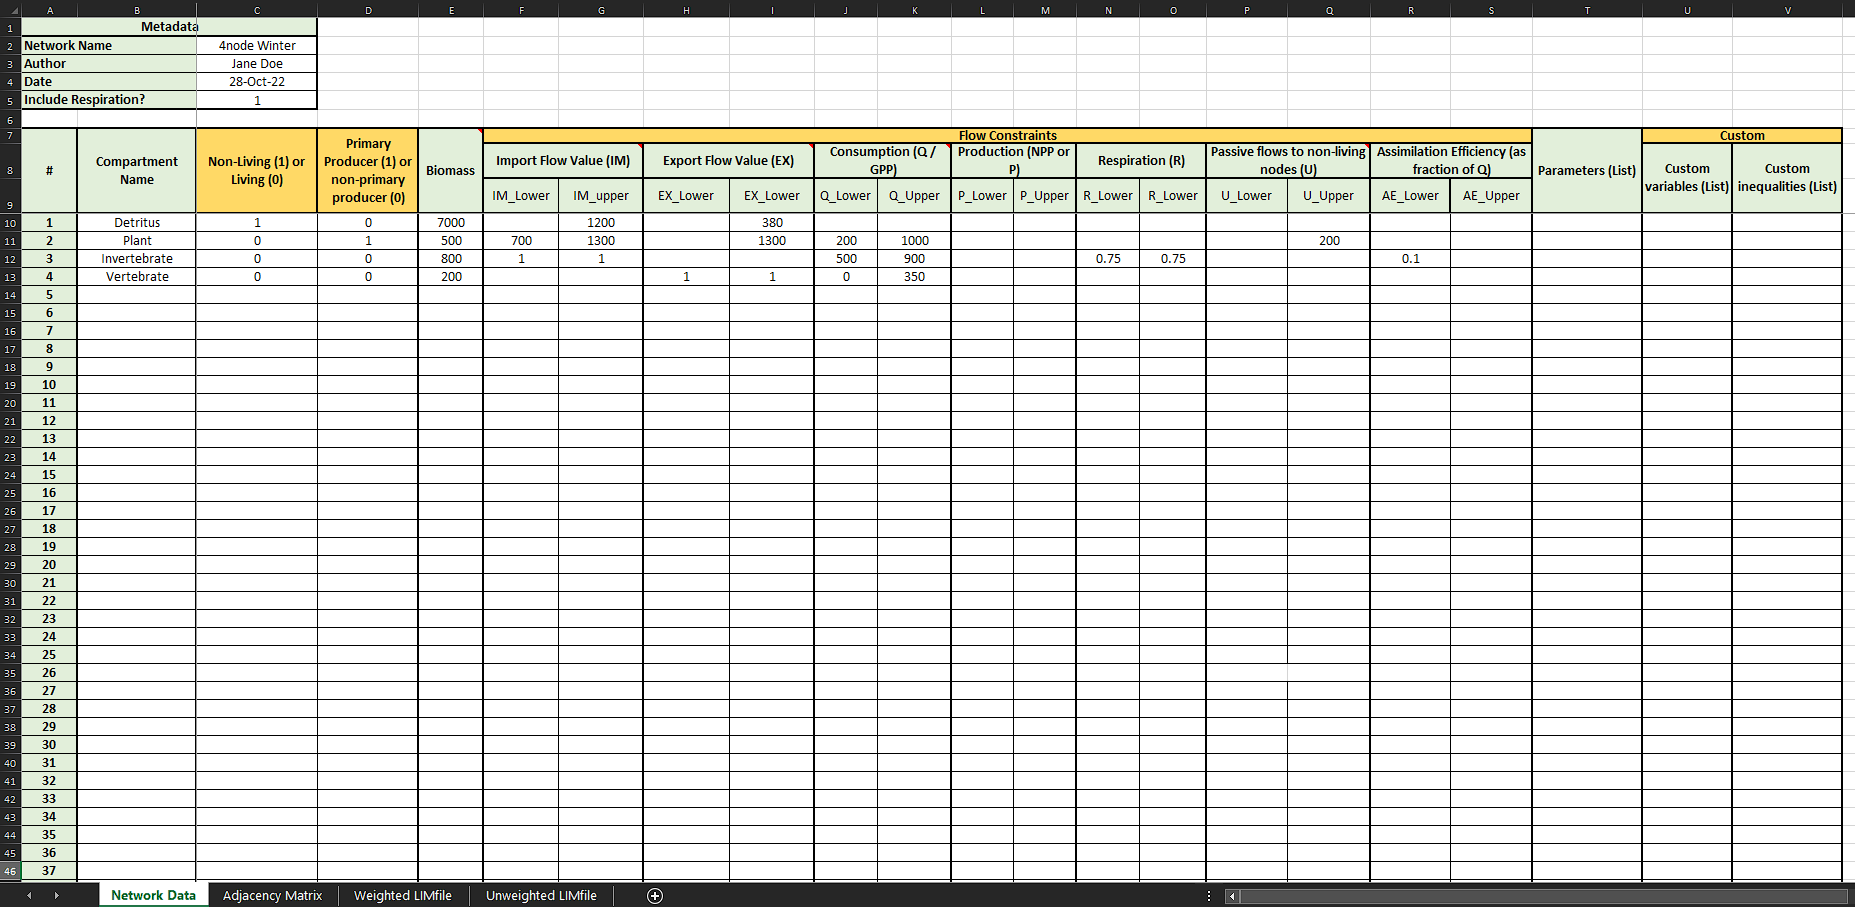 A B C D E F G H I J K L M N O P Q R S T U V
1 Metadata
2 Network Name 4node Winter
3 Author Jane Doe
4 Date 28-Oct-22
5 Include Respiration? 1
6
7 Flow Constraints Custom
8 # Compartment Name Non-Living (1) or Living (0) Primary Producer (1) or non-primary producer (0) Biomass Import Flow Value (IM) Export Flow Value (EX) Consumption (Q / GPP) Production (NPP or P) Respiration (R) Passive flows to non-living nodes (U) Assimilation Efficiency (as fraction of Q) Parameters (List) Custom variables (List) Custom inequalities (List)
9 IM_Lower IM_upper EX_Lower EX_Lower Q_Lower Q_Upper P_Lower P_Upper R_Lower R_Lower U_Lower U_Upper AE_Lower AE_Upper
10 1 Detritus 1 0 7000 1200 380
11 2 Plant 0 1 500 700 1300 1300 200 1000 200
12 3 Invertebrate 0 0 800 1 1 500 900 0.75 0.75 0.1
13 4 Vertebrate 0 0 200 1 1 0 350
14 5
15 6
16 7
17 8
18 9
19 10
20 11
21 12
22 13
23 14
24 15
25 16
26 17
27 18
28 19
29 20
30 21
31 22
32 23
33 24
34 25
35 26
36 27
37 28
38 29
39 30
40 31
41 32
42 33
43 34
44 35
45 36
46 37
Network Data Adjacency Matrix Weighted LIMfile Unweighted LIMfile